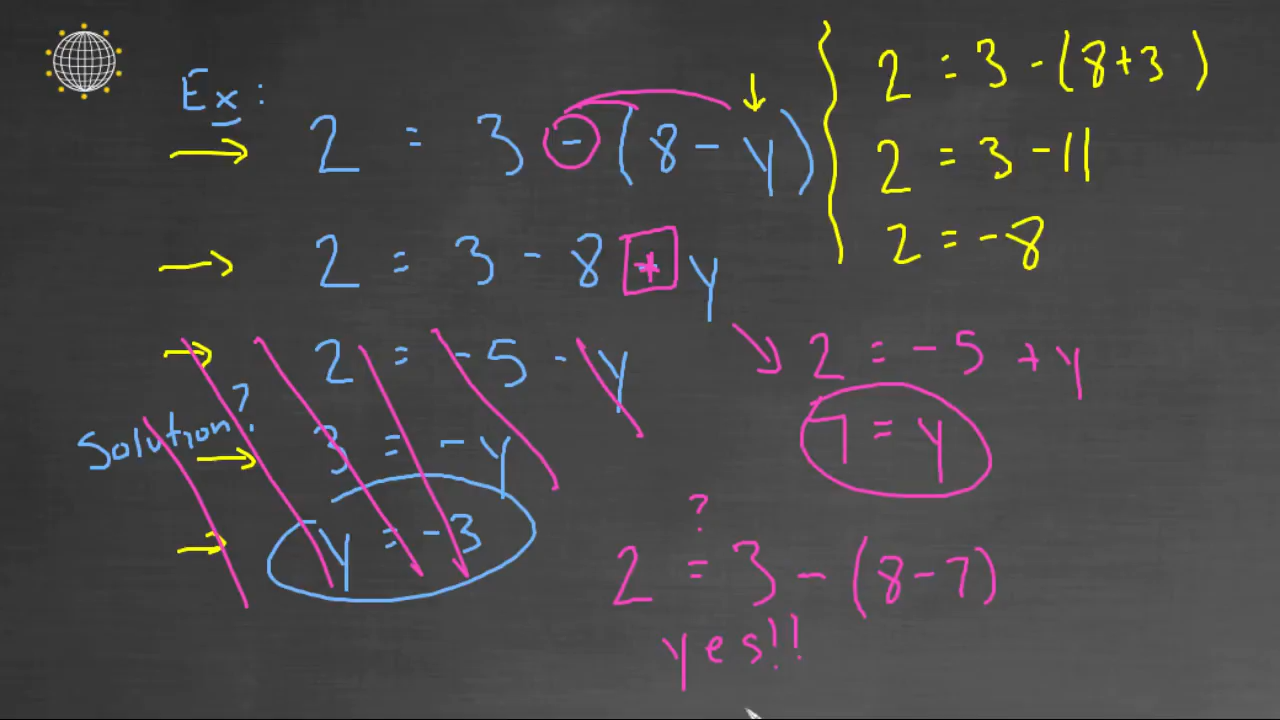 Ex:
2 = 3 - (8 - y)
2 = 3 - 8 + y
2 = -5 - y
Solution?
3 = - y
y = -3
2 = 3 - (8+3)
2 = 3 - 11
2 = -8
2 = -5 + y
7 = y
?
2 = 3 - (8 - 7)
yes!!